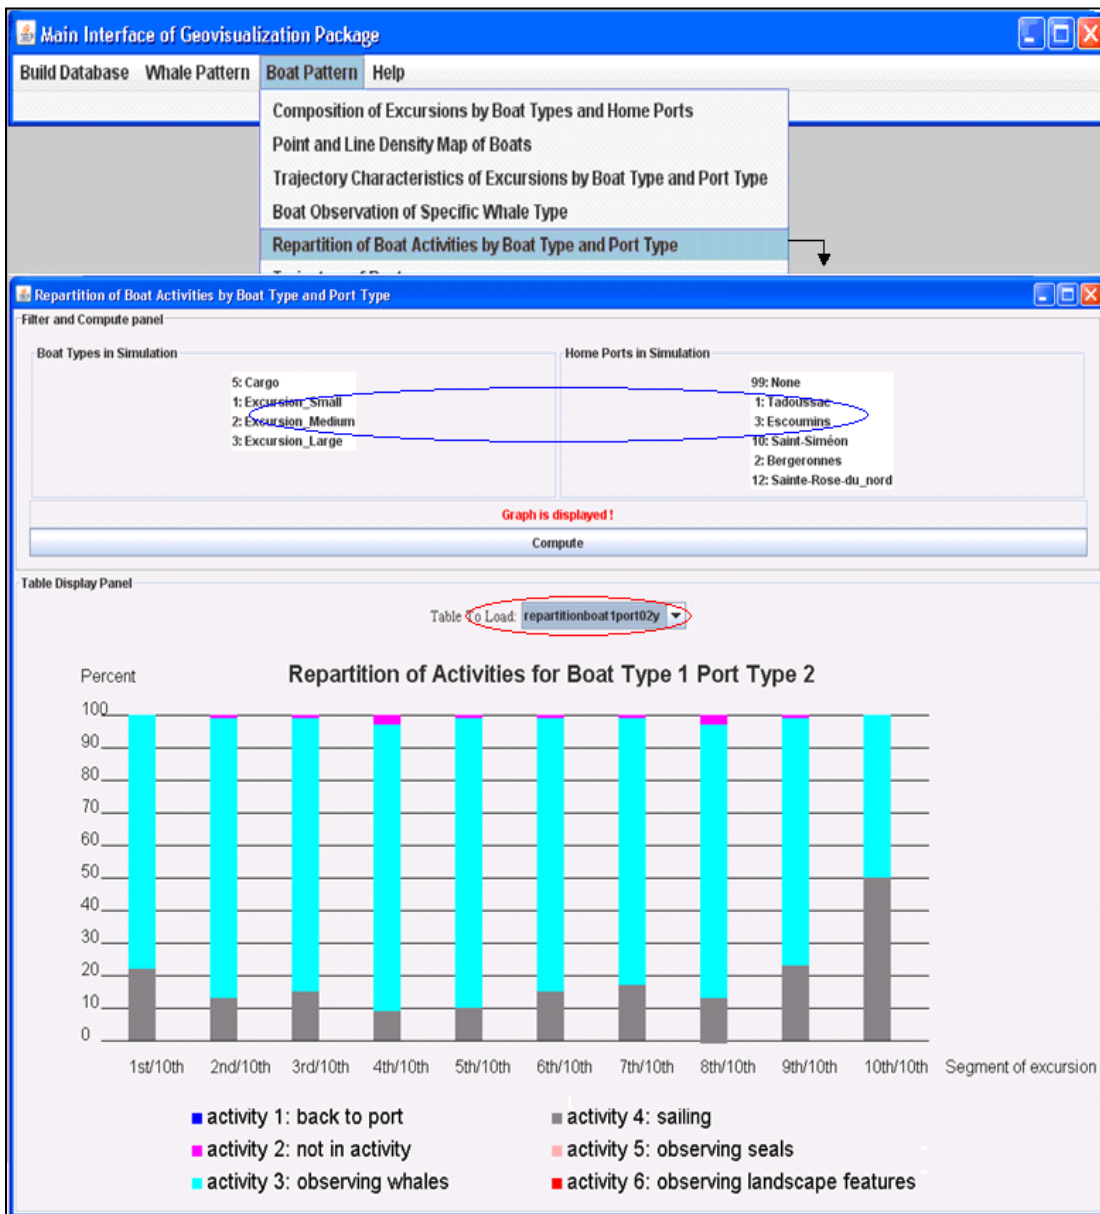 Main Interface of Geovisualization Package
Build Database Whale Pattern Boat Pattern Help
Composition of Excursions by Boat Types and Home Ports
Point and Line Density Map of Boats
Trajectory Characteristics of Excursions by Boat Type and Port Type
Boat Observation of Specific Whale Type
Repartition of Boat Activities by Boat Type and Port Type
Repartition of Boat Activities by Boat Type and Port Type
Filter and Compute panel
Boat Types in Simulation
5: Cargo
1: Excursion_Small
2: Excursion_Medium
3: Excursion_Large
Home Ports in Simulation
99: None
1: Tadoussac
3: Escoumins
10: Saint-Siméon
2: Bergeronnes
12: Sainte-Rose-du_nord
Graph is displayed !
Compute
Table Display Panel
Table To Load: repartitionboat1port02y
Percent
Repartition of Activities for Boat Type 1 Port Type 2
100
90
80
70
60
50
40
30
20
10
0
1st/10th 2nd/10th 3rd/10th 4th/10th 5th/10th 6th/10th 7th/10th 8th/10th 9th/10th 10th/10th Segment of excursion
activity 1: back to port
activity 2: not in activity
activity 3: observing whales
activity 4: sailing
activity 5: observing seals
activity 6: observing landscape features